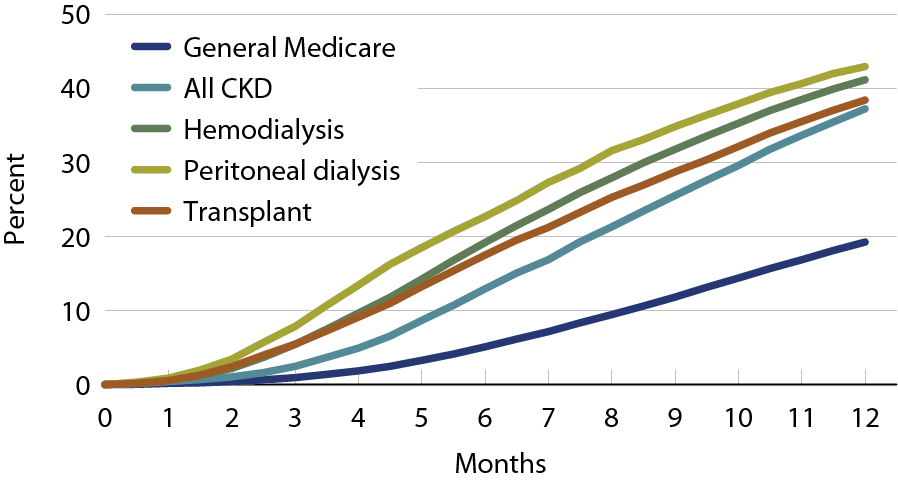 50
40
30
20
10
0
Percent
General Medicare
All CKD
Hemodialysis
Peritoneal dialysis
Transplant
0 1 2 3 4 5 6 7 8 9 10 11 12
Months